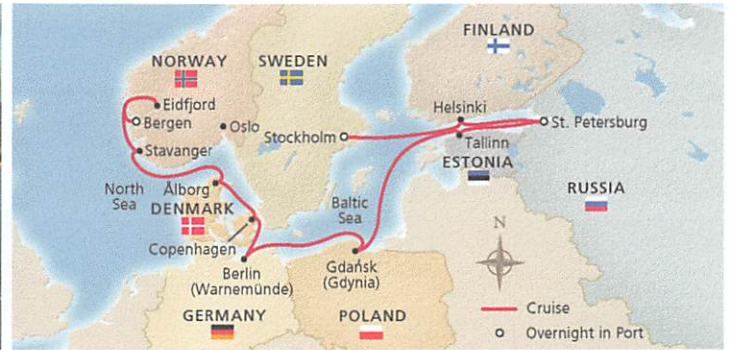 FINLAND
NORWAY
SWEDEN
Helsinki
Eidfjord
Bergen
Oslo
Stockholm
St. Petersburg
Tallinn
Stavanger
ESTONIA
North
Sea
Ålborg
DENMARK
Baltic
Sea
RUSSIA
N
Copenhagen
Berlin
(Warnemünde)
Gdańsk
(Gdynia)
GERMANY
POLAND
Cruise
Overnight in Port